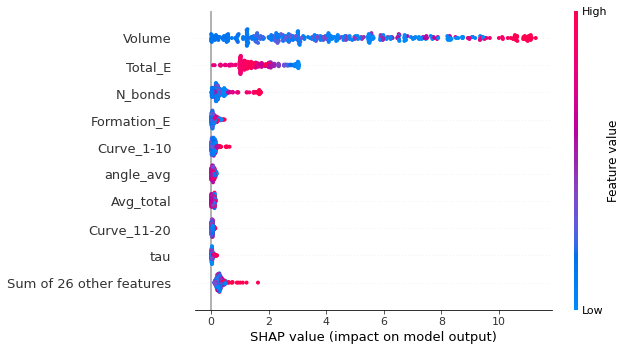 High
Volume
Total_E
N_bonds
Formation_E
Curve_1-10
angle_avg
Avg_total
Curve_11-20
tau
Sum of 26 other features
Feature value
Low
0 2 4 6 8 10
SHAP value (impact on model output)